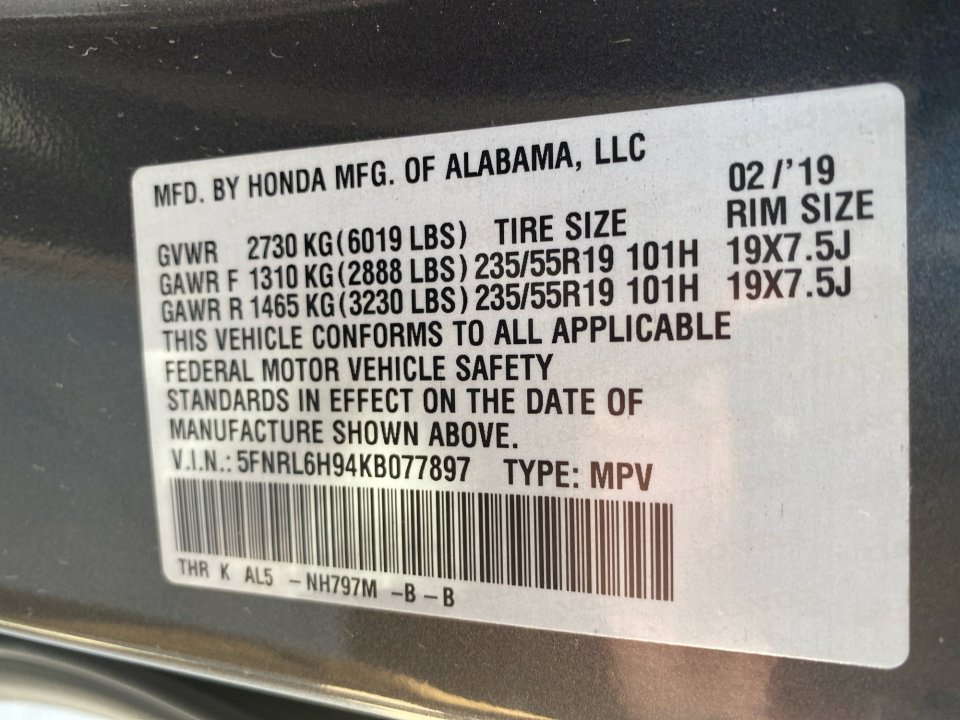 MFD. BY HONDA MFG. OF ALABAMA, LLC 02/'19
GVWR 2730 KG(6019 LBS) TIRE SIZE RIM SIZE
GAWR F 1310 KG(2888 LBS) 235/55R19 101H 19X7.5J
GAWR R 1465 KG(3230 LBS) 235/55R19 101H 19X7.5J
THIS VEHICLE CONFORMS TO ALL APPLICABLE
FEDERAL MOTOR VEHICLE SAFETY
STANDARDS IN EFFECT ON THE DATE OF
MANUFACTURE SHOWN ABOVE.
V.I.N.: 5FNRL6H94KB077897 TYPE: MPV
THR K AL5 -NH797M -B-B